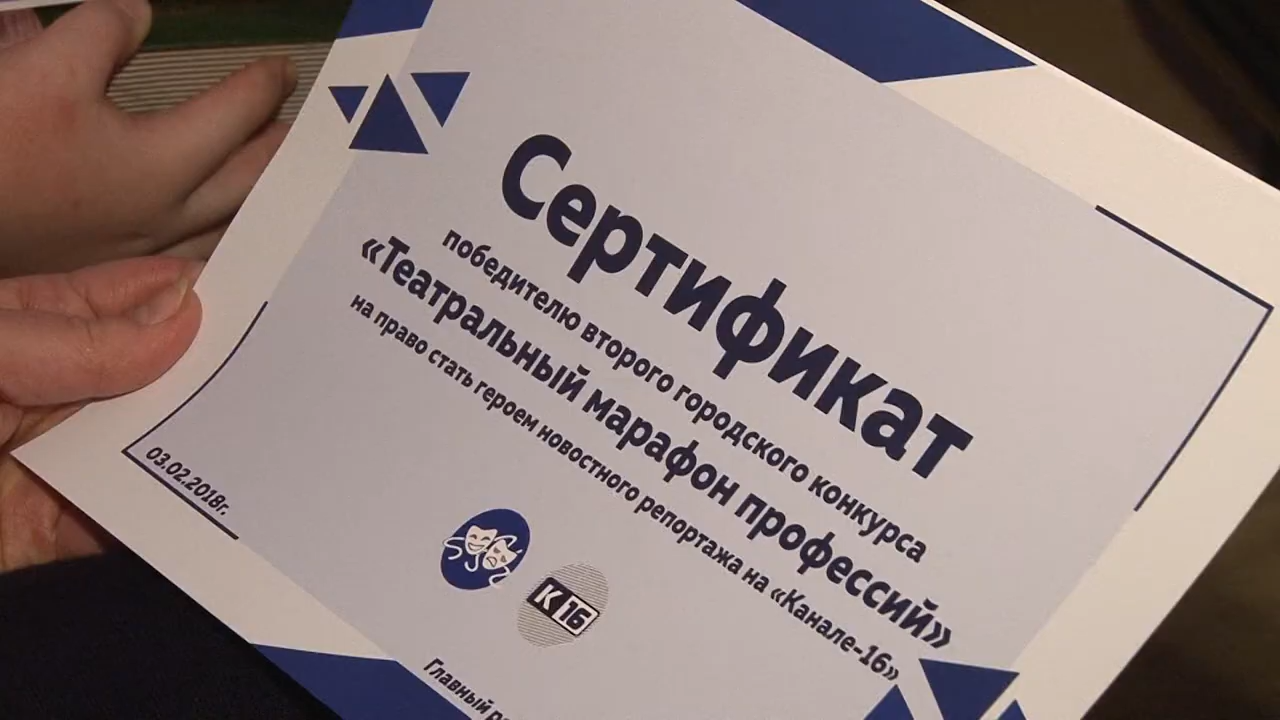 Сертификат
победителю второго городского конкурса
«Театральный марафон профессий»
на право стать героем новостного репортажа на «Канале-16»
03.02.2018г.
К 16
Главный